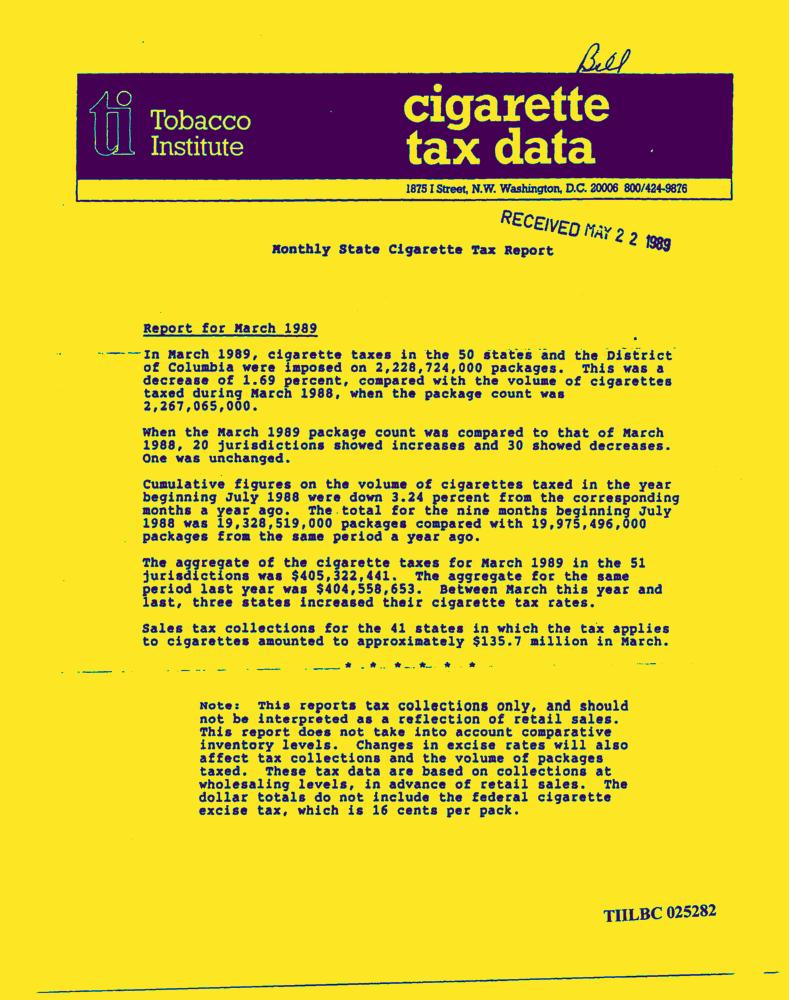 Bill
ti Tobacco Institute
cigarette
tax data
1875 I Street, N.W. Washington, D.C. 20006 800/424-9876
RECEIVED MAY 22 1989
Monthly State Cigarette Tax Report
Report for March 1989
In March 1989, cigarette taxes in the 50 states and the District
of Columbia were imposed on 2,228,724,000 packages. This was a
decrease of 1.69 percent, compared with the volume of cigarettes
taxed during March 1988, when the package count was
2,267,065,000.
When the March 1989 package count was compared to that of March
1988, 20 jurisdictions showed increases and 30 showed decreases.
One was unchanged.
Cumulative figures on the volume of cigarettes taxed in the year
beginning July 1988 were down 3.24 percent from the corresponding
months a year ago. The total for the nine months beginning July
1988 was 19,328,519,000 packages compared with 19,975,496,000
packages from the same period a year ago.
The aggregate of the cigarette taxes for March 1989 in the 51
jurisdictions was $405,322,441. The aggregate for the same
period last year was $404,558,653. Between March this year and
last, three states increased their cigarette tax rates.
Sales tax collections for the 41 states in which the tax applies
to cigarettes amounted to approximately $135.7 million in March.
* * * * * *
Note: This reports tax collections only, and should
not be interpreted as a reflection of retail sales.
This report does not take into account comparative
inventory levels. Changes in excise rates will also
affect tax collections and the volume of packages
taxed. These tax data are based on collections at
wholesaling levels, in advance of retail sales. The
dollar totals do not include the federal cigarette
excise tax, which is 16 cents per pack.
TIILBC 025282